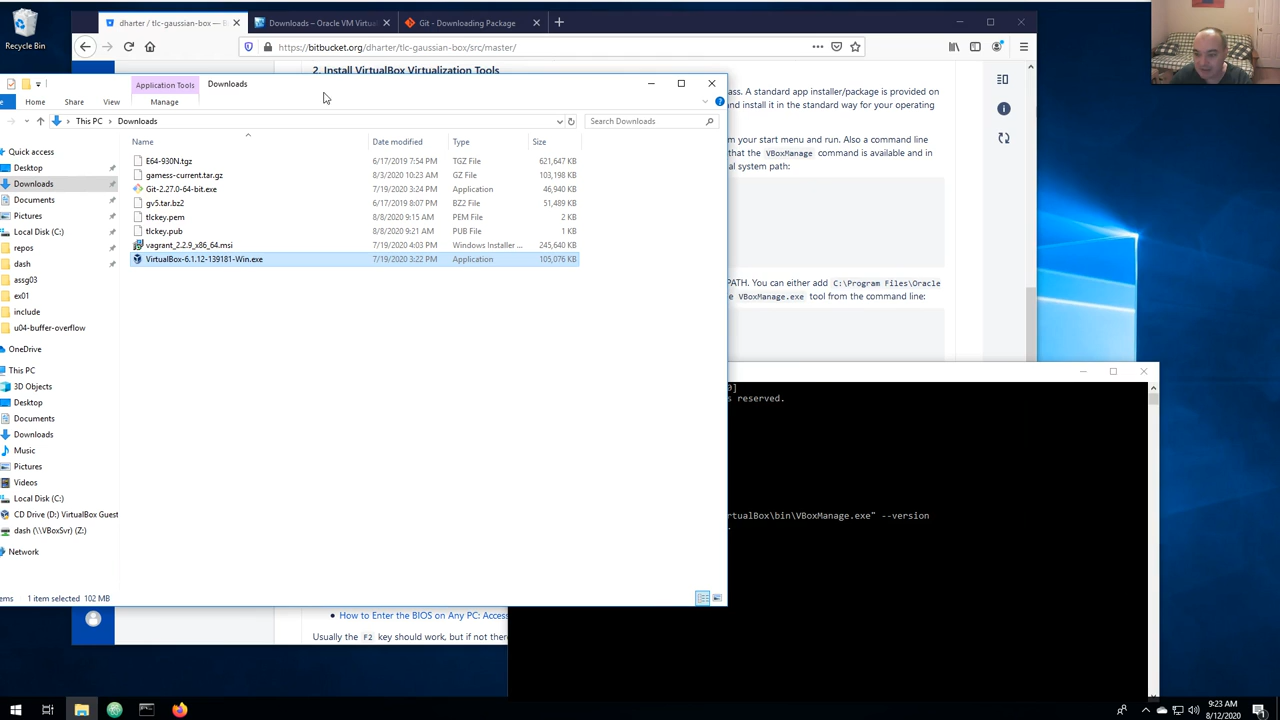 Recycle Bin
dharter / tlc-gaussian-box — B
Downloads – Oracle VM Virtual
Git - Downloading Package
https://bitbucket.org/dharter/tlc-gaussian-box/src/master/
2. Install VirtualBox Virtualization Tools
Application Tools
Downloads
Home
Share
View
Manage
This PC
Downloads
Search Downloads
Name
Date modified
Type
Size
E64-930N.tgz 6/17/2019 7:54 PM TGZ File 621,647 KB
gamess-current.tar.gz 8/3/2020 10:23 AM GZ File 103,198 KB
Git-2.27.0-64-bit.exe 7/19/2020 3:24 PM Application 46,940 KB
gv5.tar.bz2 6/17/2019 8:07 PM BZ2 File 51,489 KB
tlckey.pem 8/8/2020 9:15 AM PEM File 2 KB
tlckey.pub 8/8/2020 9:21 AM PUB File 1 KB
vagrant_2.2.9_x86_64.msi 7/19/2020 4:03 PM Windows Installer ... 245,640 KB
VirtualBox-6.1.12-139181-Win.exe 7/19/2020 3:22 PM Application 105,076 KB
Quick access
Desktop
Downloads
Documents
Pictures
Local Disk (C:)
repos
dash
assg03
ex01
include
u04-buffer-overflow
OneDrive
This PC
3D Objects
Desktop
Documents
Downloads
Music
Pictures
Videos
Local Disk (C:)
CD Drive (D:) VirtualBox Guest
dash (\\VBoxSvr) (Z:)
Network
ems
1 item selected 102 MB
ass. A standard app installer/package is provided on
and install it in the standard way for your operating
m your start menu and run. Also a command line
that the VBoxManage command is available and in
al system path:
PATH. You can either add C:\Program Files\Oracle
e VBoxManage.exe tool from the command line:
0]
s reserved.
rtualBox\bin\VBoxManage.exe" --version
.
How to Enter the BIOS on Any PC: Access
Usually the F2 key should work, but if not ther
9:23 AM
8/12/2020